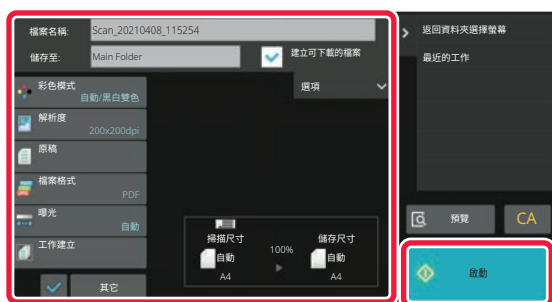 檔案名稱: Scan_20210408_115254
儲存至: Main Folder
建立可下載的檔案
選項
彩色模式
自動/黑白雙色
解析度
200x200dpi
原稿
檔案格式
PDF
曝光
自動
工作建立
其它
掃描尺寸
自動
A4
100%
儲存尺寸
自動
A4
返回資料夾選擇螢幕
最近的工作
預覽
CA
啟動